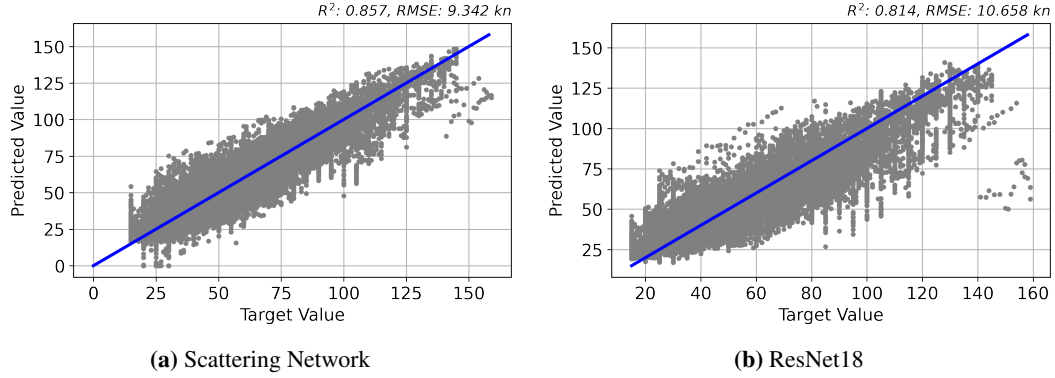 R²: 0.857, RMSE: 9.342 kn
150
125
100
75
50
25
0
Predicted Value
0 25 50 75 100 125 150
Target Value
(a) Scattering Network
R²: 0.814, RMSE: 10.658 kn
150
125
100
75
50
25
Predicted Value
20 40 60 80 100 120 140 160
Target Value
(b) ResNet18